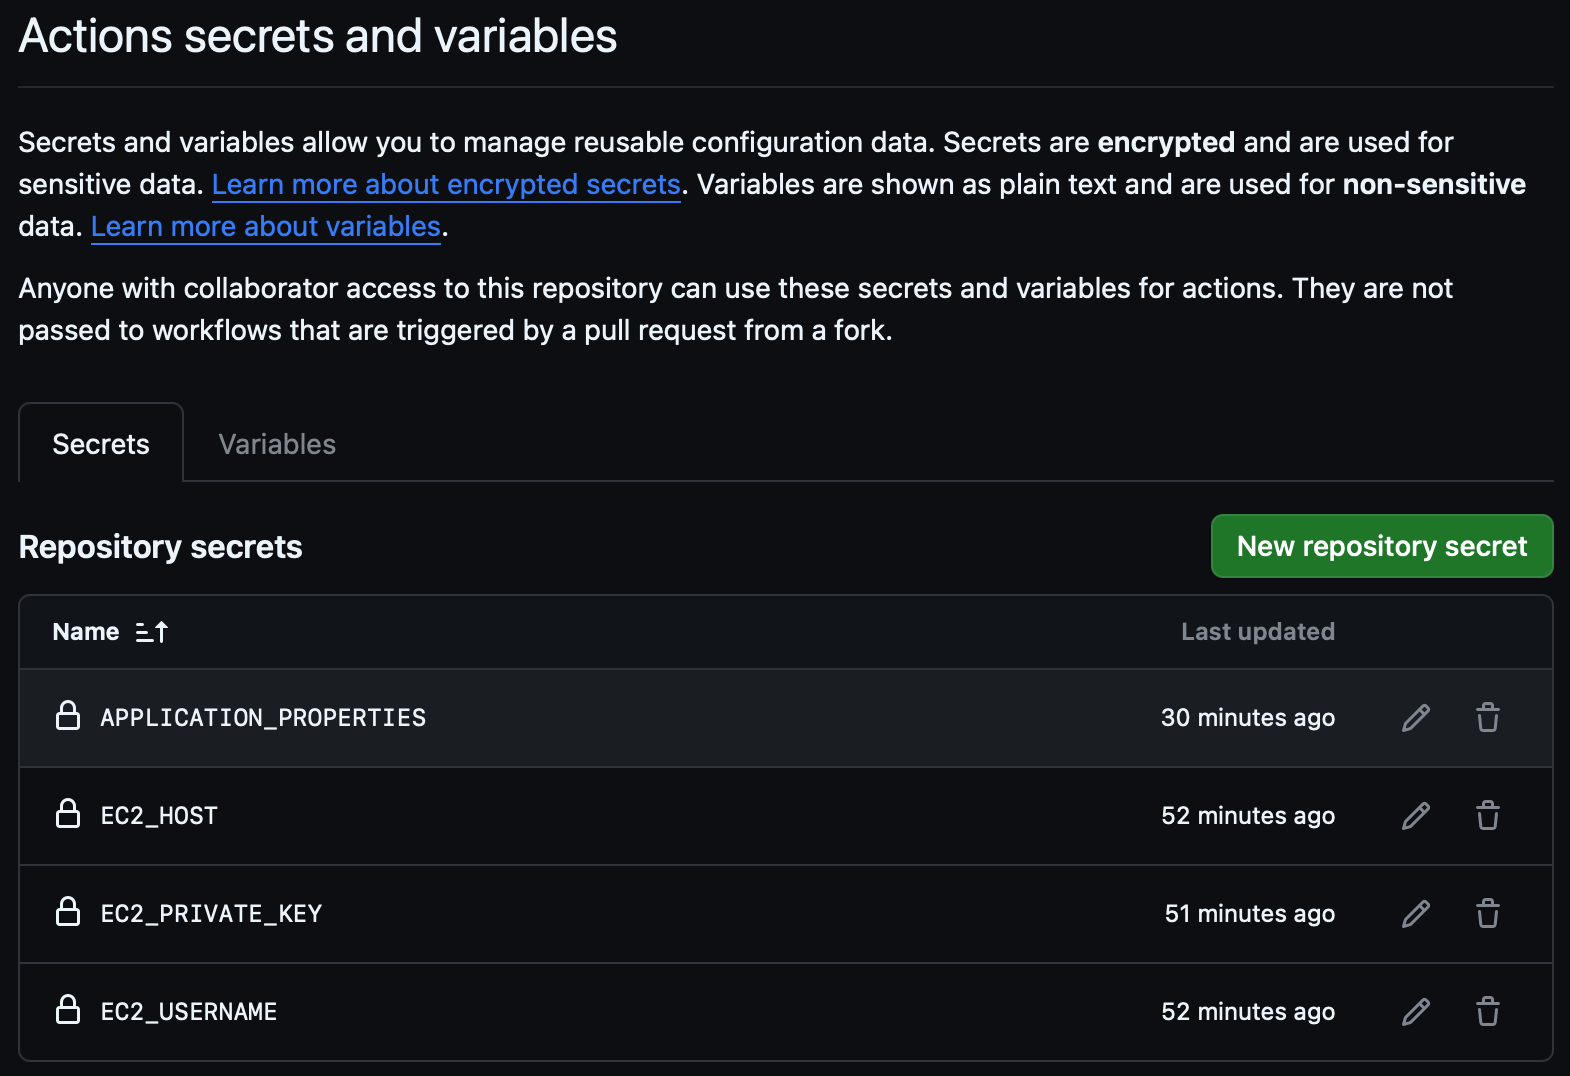 Actions secrets and variables
Secrets and variables allow you to manage reusable configuration data. Secrets are encrypted and are used for
sensitive data. Learn more about encrypted secrets. Variables are shown as plain text and are used for non-sensitive
data. Learn more about variables.
Anyone with collaborator access to this repository can use these secrets and variables for actions. They are not
passed to workflows that are triggered by a pull request from a fork.
Secrets Variables
Repository secrets New repository secret
Name Last updated
APPLICATION_PROPERTIES 30 minutes ago
EC2_HOST 52 minutes ago
EC2_PRIVATE_KEY 51 minutes ago
EC2_USERNAME 52 minutes ago